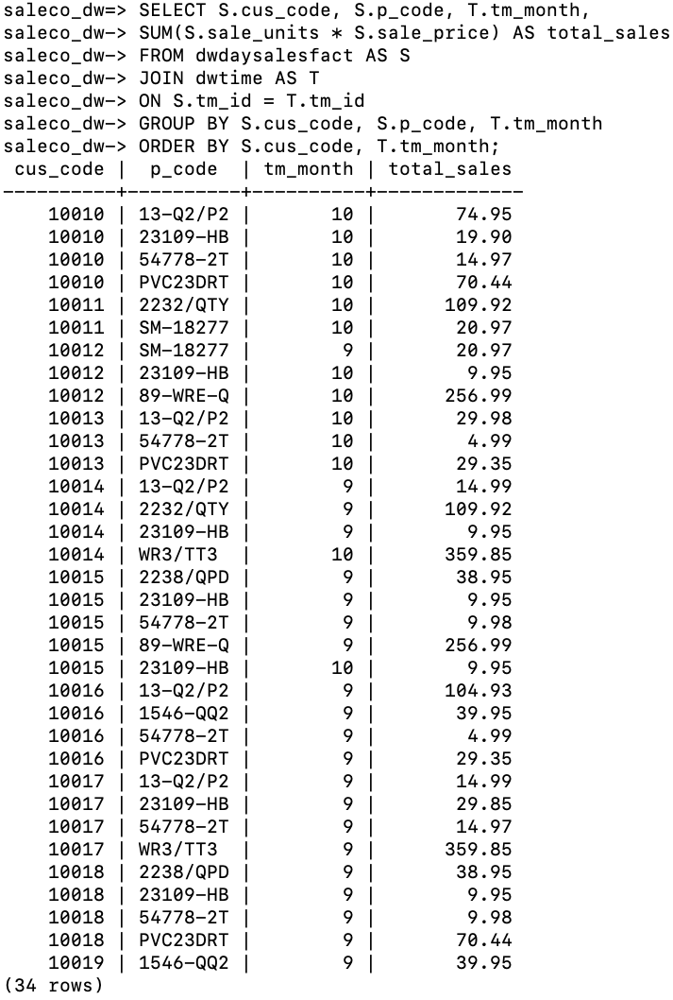 saleco_dw=> SELECT S.cus_code, S.p_code, T.tm_month,
saleco_dw-> SUM(S.sale_units * S.sale_price) AS total_sales
saleco_dw-> FROM dwdaysalesfact AS S
saleco_dw-> JOIN dwtime AS T
saleco_dw-> ON S.tm_id = T.tm_id
saleco_dw-> GROUP BY S.cus_code, S.p_code, T.tm_month
saleco_dw-> ORDER BY S.cus_code, T.tm_month;
 cus_code |  p_code  | tm_month | total_sales
----------+----------+----------+-------------
    10010 | 13-Q2/P2 |       10 |       74.95
    10010 | 23109-HB |       10 |       19.90
    10010 | 54778-2T |       10 |       14.97
    10010 | PVC23DRT |       10 |       70.44
    10011 | 2232/QTY |       10 |      109.92
    10011 | SM-18277 |       10 |       20.97
    10012 | SM-18277 |        9 |       20.97
    10012 | 23109-HB |       10 |        9.95
    10012 | 89-WRE-Q |       10 |      256.99
    10013 | 13-Q2/P2 |       10 |       29.98
    10013 | 54778-2T |       10 |        4.99
    10013 | PVC23DRT |       10 |       29.35
    10014 | 13-Q2/P2 |        9 |       14.99
    10014 | 2232/QTY |        9 |      109.92
    10014 | 23109-HB |        9 |        9.95
    10014 | WR3/TT3  |       10 |      359.85
    10015 | 2238/QPD |        9 |       38.95
    10015 | 23109-HB |        9 |        9.95
    10015 | 54778-2T |        9 |        9.98
    10015 | 89-WRE-Q |        9 |      256.99
    10015 | 23109-HB |       10 |        9.95
    10016 | 13-Q2/P2 |        9 |      104.93
    10016 | 1546-QQ2 |        9 |       39.95
    10016 | 54778-2T |        9 |        4.99
    10016 | PVC23DRT |        9 |       29.35
    10017 | 13-Q2/P2 |        9 |       14.99
    10017 | 23109-HB |        9 |       29.85
    10017 | 54778-2T |        9 |       14.97
    10017 | WR3/TT3  |        9 |      359.85
    10018 | 2238/QPD |        9 |       38.95
    10018 | 23109-HB |        9 |        9.95
    10018 | 54778-2T |        9 |        9.98
    10018 | PVC23DRT |        9 |       70.44
    10019 | 1546-QQ2 |        9 |       39.95
(34 rows)